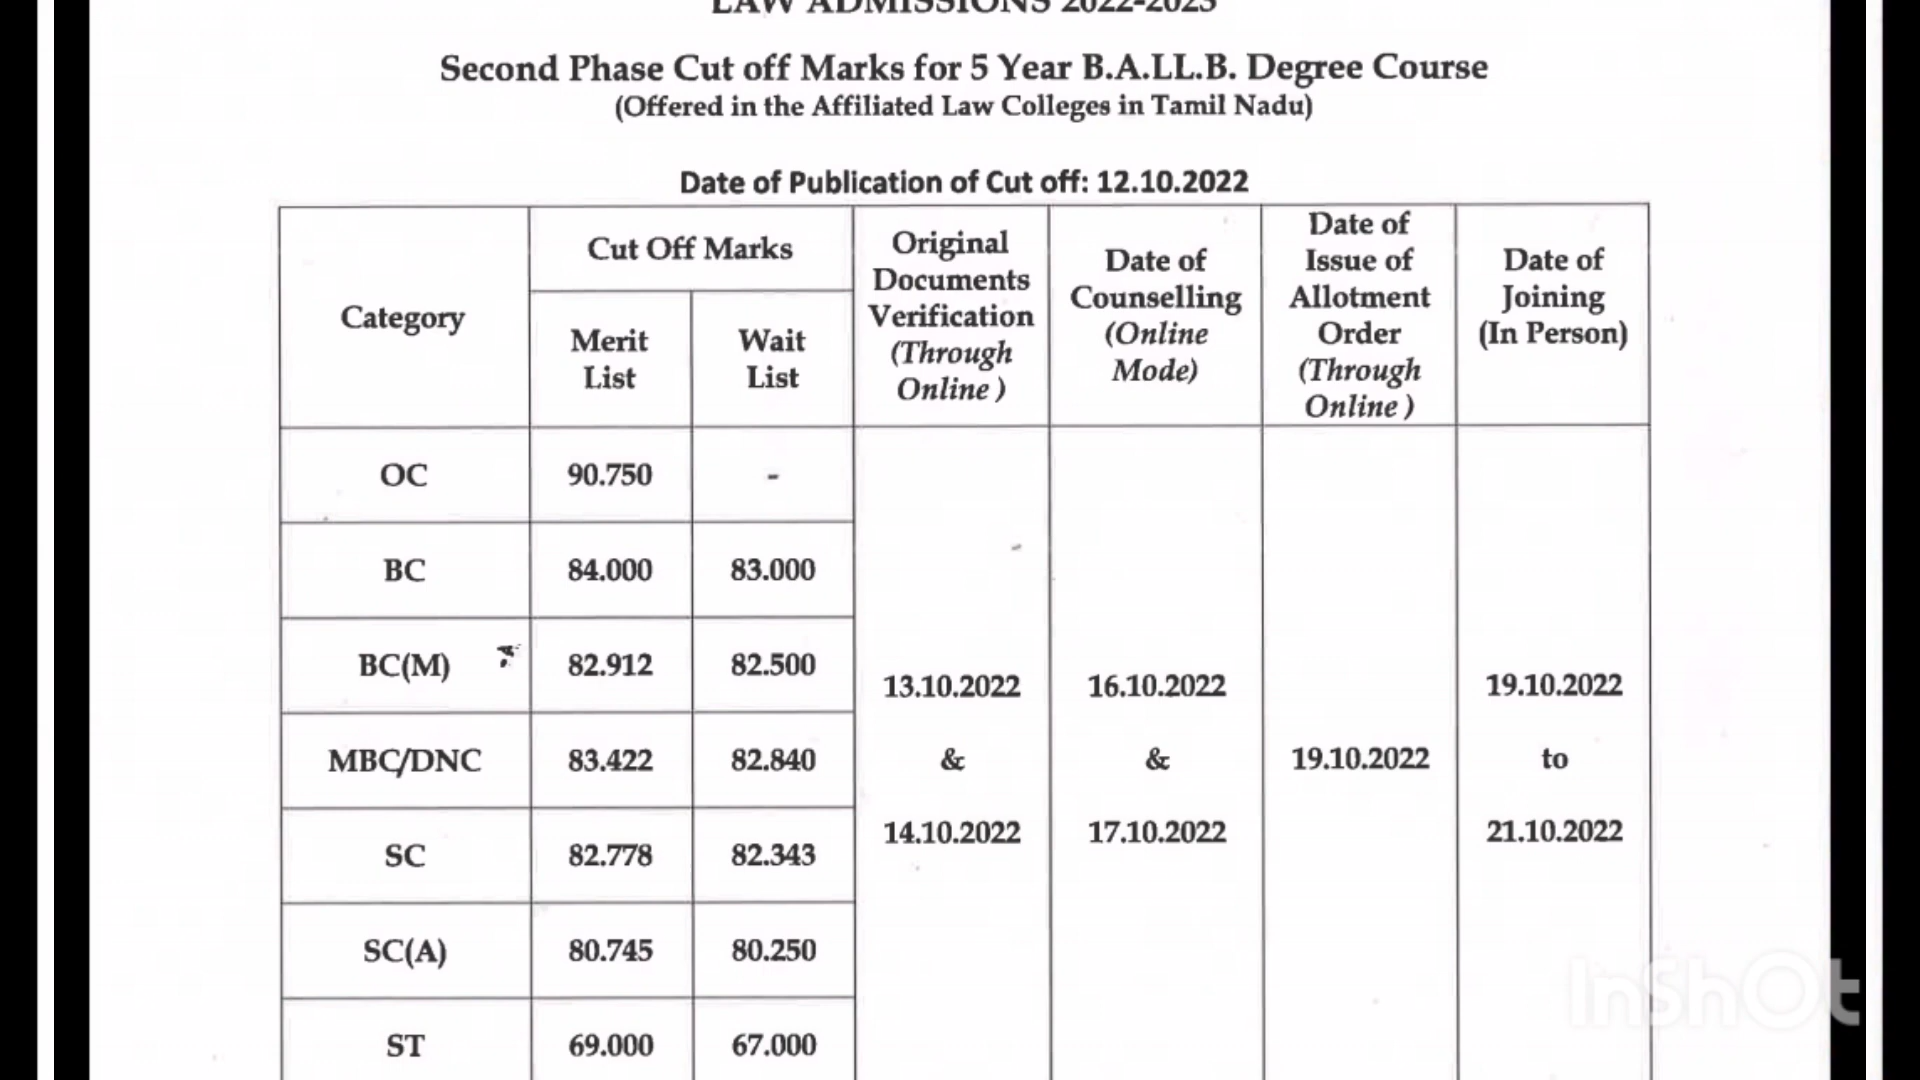 LAW ADMISSIONS 2022-2023
Second Phase Cut off Marks for 5 Year B.A.LL.B. Degree Course
(Offered in the Affiliated Law Colleges in Tamil Nadu)
Date of Publication of Cut off: 12.10.2022
Category
Cut Off Marks
Merit
List
Wait
List
Original
Documents
Verification
(Through
Online )
Date of
Counselling
(Online
Mode)
Date of
Issue of
Allotment
Order
(Through
Online )
Date of
Joining
(In Person)
OC 90.750 -
BC 84.000 83.000
BC(M) 82.912 82.500
MBC/DNC 83.422 82.840
SC 82.778 82.343
SC(A) 80.745 80.250
ST 69.000 67.000
13.10.2022
&
14.10.2022
16.10.2022
&
17.10.2022
19.10.2022
19.10.2022
to
21.10.2022
InShOt